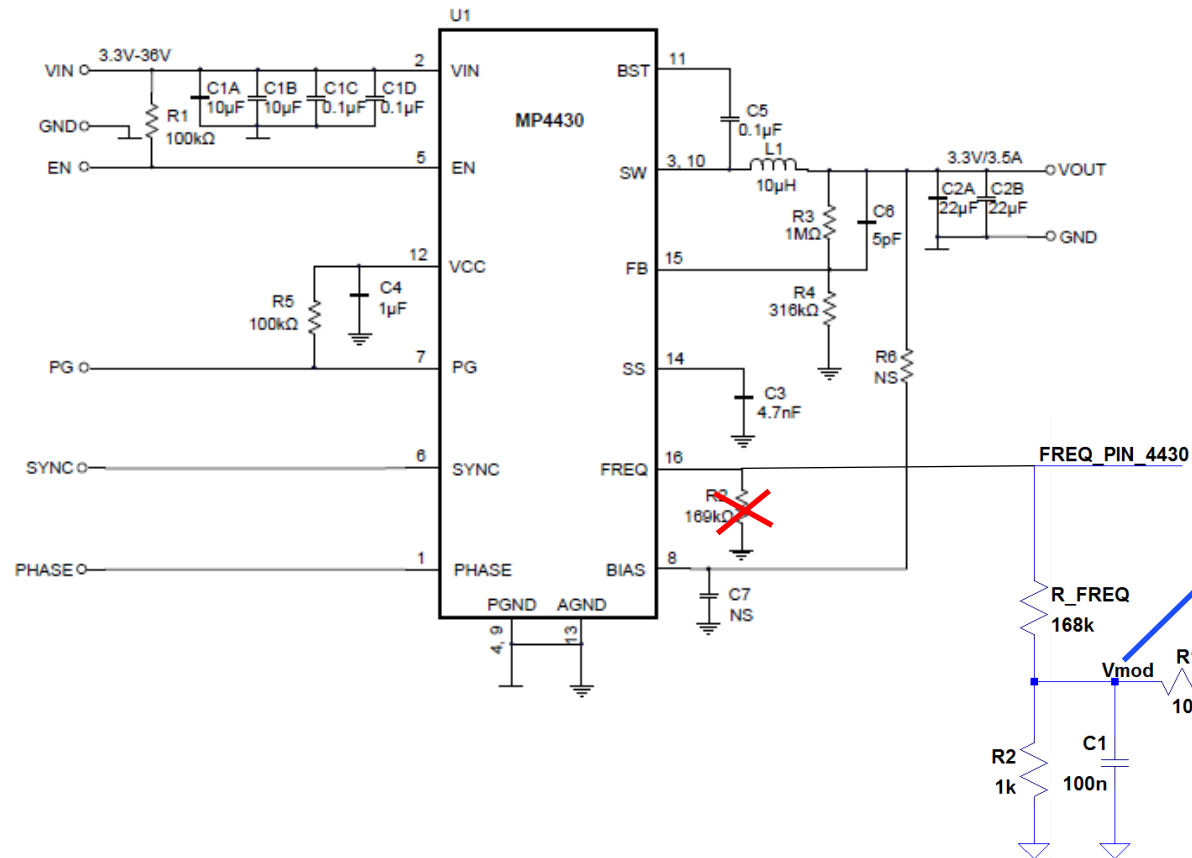 U1
3.3V-36V
VIN
2
VIN
C1A
10µF
C1B
10µF
C1C
0.1µF
C1D
0.1µF
GND
R1
100kΩ
EN
5
EN
MP4430
BST
11
C5
0.1µF
SW
3, 10
L1
10µH
3.3V/3.5A
VOUT
C2A
22µF
C2B
22µF
GND
R3
1MΩ
C6
5pF
FB
15
R4
316kΩ
12
VCC
C4
1µF
R5
100kΩ
PG
7
PG
SS
14
C3
4.7nF
R6
NS
SYNC
6
SYNC
FREQ
16
FREQ_PIN_4430
R2
169kΩ
PHASE
1
PHASE
BIAS
8
C7
NS
PGND
AGND
4, 9
13
R_FREQ
168k
Vmod
R2
1k
C1
100n